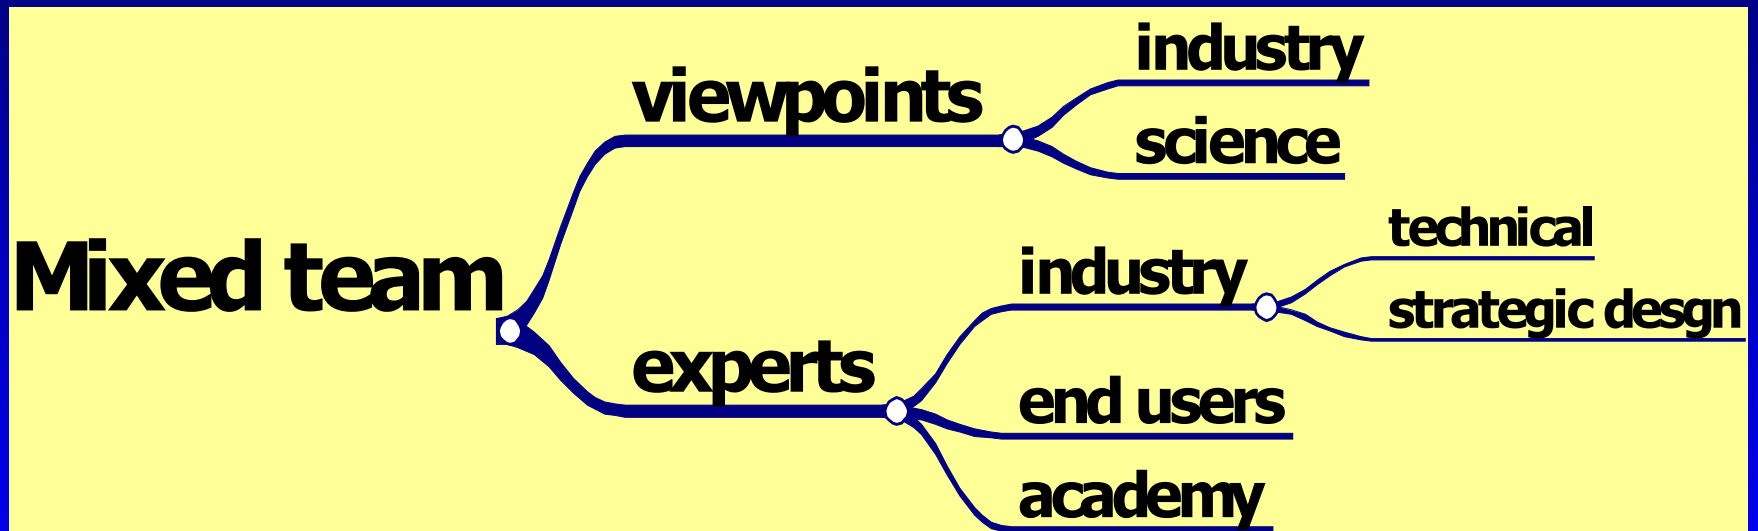 Mixed team
viewpoints
industry
science
experts
industry
technical
strategic desgn
end users
academy